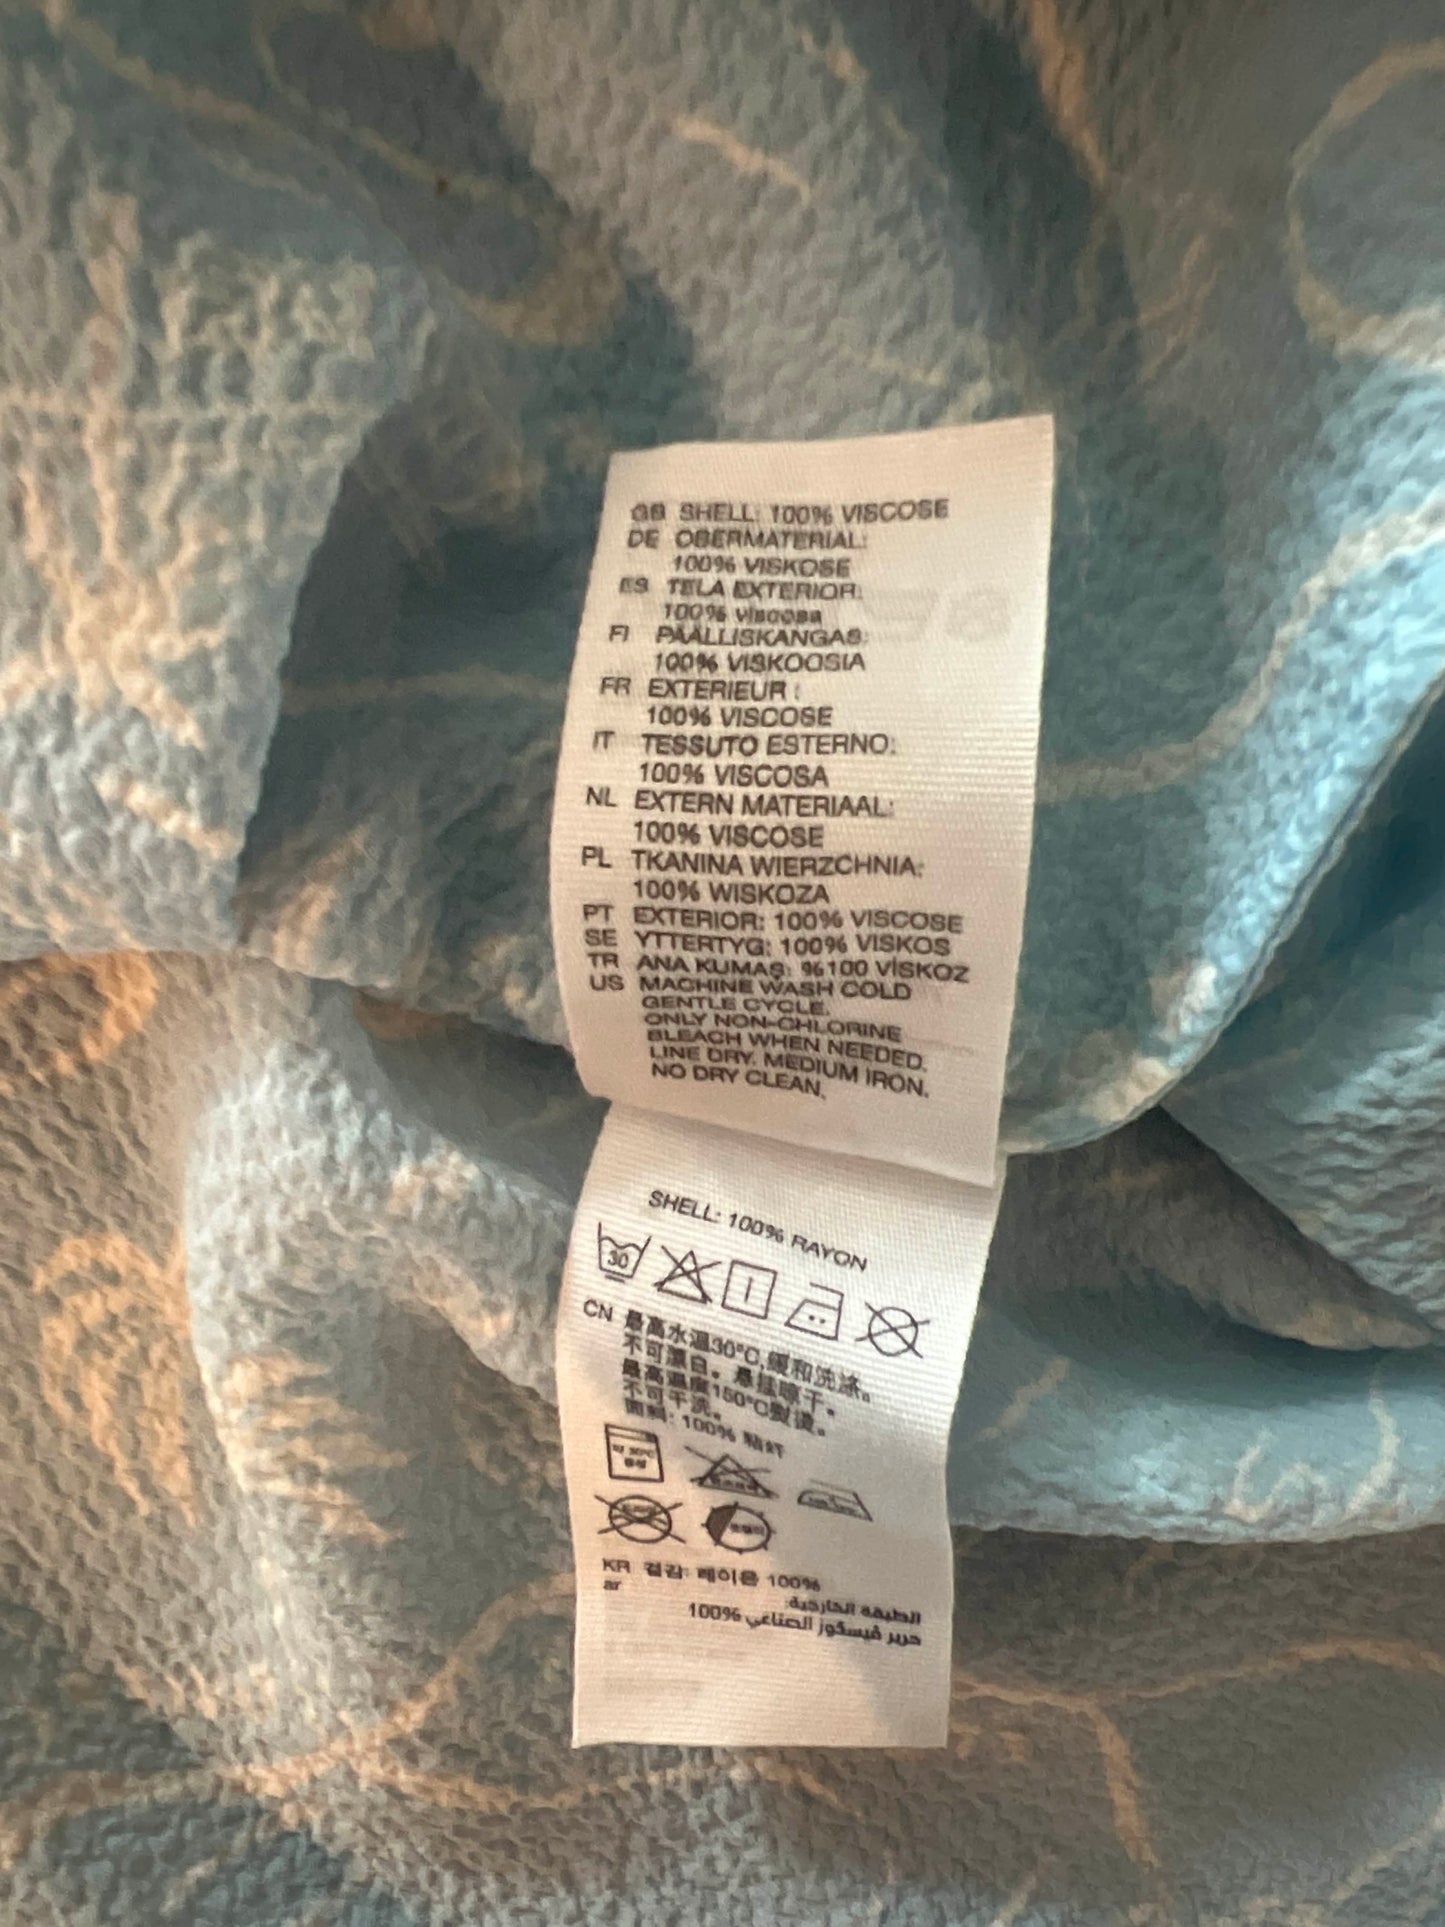 GB SHELL: 100% VISCOSE
DE OBERMATERIAL:
100% VISKOSE
ES TELA EXTERIOR:
100% viscosa
FI PÄÄLLISKANGAS:
100% VISKOOSIA
FR EXTERIEUR :
100% VISCOSE
IT TESSUTO ESTERNO:
100% VISCOSA
NL EXTERN MATERIAAL:
100% VISCOSE
PL TKANINA WIERZCHNIA:
100% WISKOZA
PT EXTERIOR: 100% VISCOSE
SE YTTERTYG: 100% VISKOS
TR ANA KUMAŞ: %100 VİSKOZ
US MACHINE WASH COLD
GENTLE CYCLE.
ONLY NON-CHLORINE
BLEACH WHEN NEEDED.
LINE DRY. MEDIUM IRON.
NO DRY CLEAN.
SHELL: 100% RAYON
30
CN 最高水温30°C,缓和洗涤。
不可漂白。悬挂晾干。
最高温度150°C熨烫。
不可干洗。
面料: 100% 粘纤
약 30°C
중성
KR 겉감: 레이온 100%
ar
الطبقة الخارجية:
حرير ڤيسكوز الصناعي 100%